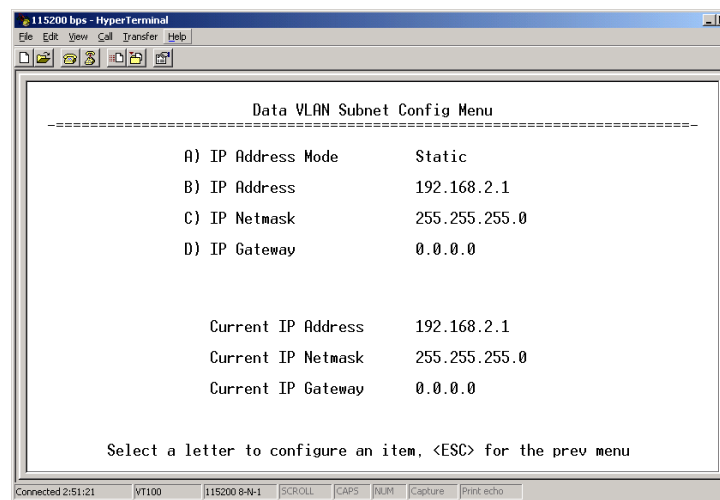 115200 bps - HyperTerminal
File Edit View Call Transfer Help
Data VLAN Subnet Config Menu
-===========================================================================-
A) IP Address Mode Static
B) IP Address 192.168.2.1
C) IP Netmask 255.255.255.0
D) IP Gateway 0.0.0.0
Current IP Address 192.168.2.1
Current IP Netmask 255.255.255.0
Current IP Gateway 0.0.0.0
Select a letter to configure an item, <ESC> for the prev menu
Connected 2:51:21 VT100 115200 8-N-1 SCROLL CAPS NUM Capture Print echo